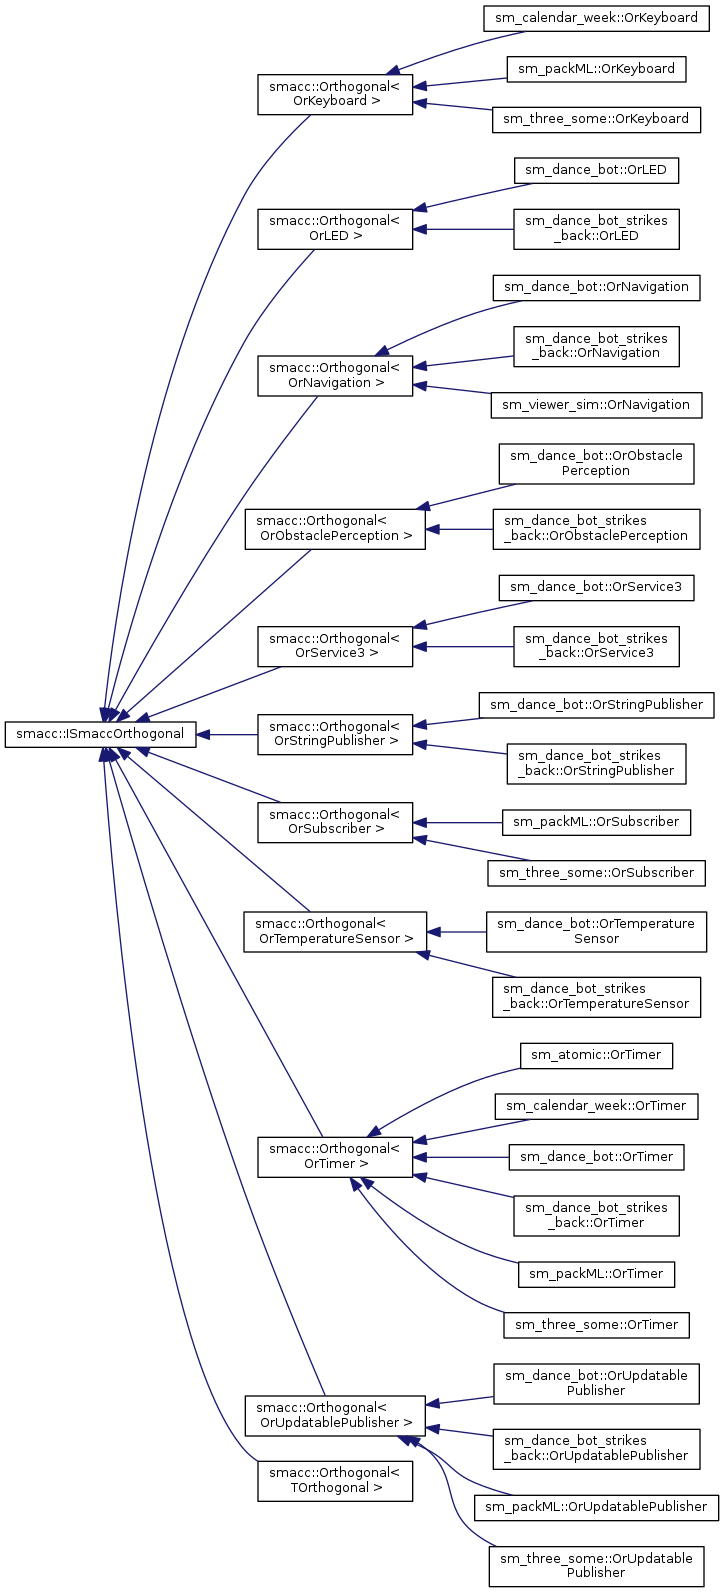 sm_calendar_week::OrKeyboard
sm_packML::OrKeyboard
smacc::Orthogonal<
OrKeyboard >
sm_three_some::OrKeyboard
sm_dance_bot::OrLED
smacc::Orthogonal<
OrLED >
sm_dance_bot_strikes
_back::OrLED
sm_dance_bot::OrNavigation
sm_dance_bot_strikes
_back::OrNavigation
smacc::Orthogonal<
OrNavigation >
sm_viewer_sim::OrNavigation
sm_dance_bot::OrObstacle
Perception
smacc::Orthogonal<
OrObstaclePerception >
sm_dance_bot_strikes
_back::OrObstaclePerception
sm_dance_bot::OrService3
smacc::Orthogonal<
OrService3 >
sm_dance_bot_strikes
_back::OrService3
sm_dance_bot::OrStringPublisher
smacc::ISmaccOrthogonal
smacc::Orthogonal<
OrStringPublisher >
sm_dance_bot_strikes
_back::OrStringPublisher
smacc::Orthogonal<
OrSubscriber >
sm_packML::OrSubscriber
sm_three_some::OrSubscriber
smacc::Orthogonal<
OrTemperatureSensor >
sm_dance_bot::OrTemperature
Sensor
sm_dance_bot_strikes
_back::OrTemperatureSensor
sm_atomic::OrTimer
sm_calendar_week::OrTimer
smacc::Orthogonal<
OrTimer >
sm_dance_bot::OrTimer
sm_dance_bot_strikes
_back::OrTimer
sm_packML::OrTimer
sm_three_some::OrTimer
sm_dance_bot::OrUpdatable
Publisher
smacc::Orthogonal<
OrUpdatablePublisher >
sm_dance_bot_strikes
_back::OrUpdatablePublisher
smacc::Orthogonal<
TOrthogonal >
sm_packML::OrUpdatablePublisher
sm_three_some::OrUpdatable
Publisher